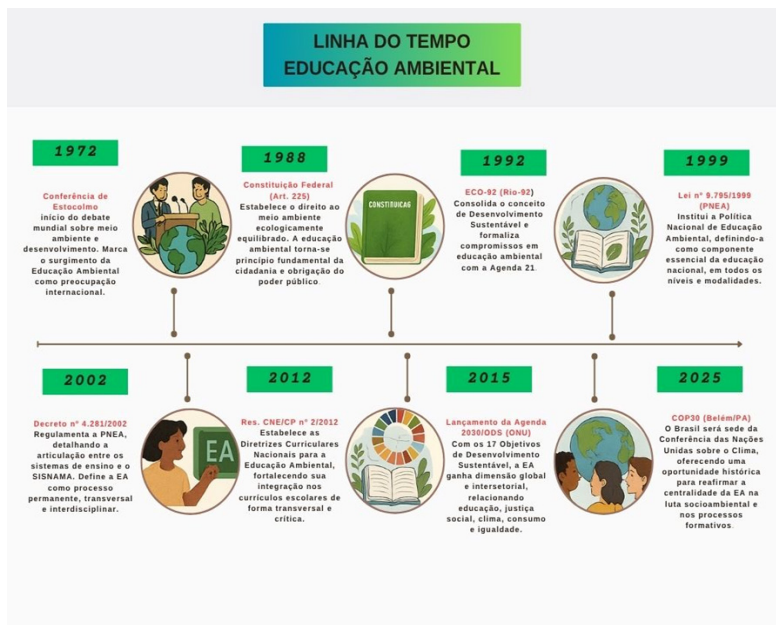 LINHA DO TEMPO
EDUCAÇÃO AMBIENTAL
1972
Conferência de
Estocolmo
início do debate
mundial sobre meio
ambiente e
desenvolvimento. Marca
o surgimento da
Educação Ambiental
como preocupação
internacional.
1988
Constituição Federal
(Art. 225)
Estabelece o direito ao
meio ambiente
ecologicamente
equilibrado. A educação
ambiental torna-se
princípio fundamental da
cidadania e obrigação do
poder público
CONSTITUICAG
1992
ECO-92 (Rio-92)
Consolida o conceito
de Desenvolvimento
Sustentável e
formaliza
compromissos em
educação ambiental
com a Agenda 21
1999
Lei nº 9.795/1999
(PNEA)
Institui a Política
Nacional de Educação
Ambiental, definindo-a
como componente
essencial da educação
nacional, em todos os
níveis e modalidades.
2002
Decreto nº 4.281/2002
Regulamenta a PNEA,
detalhando a
articulação entre os
sistemas de ensino e o
SISNAMA. Define a EA
como processo
permanente, transversal
e interdisciplinar.
EA
2012
Res. CNE/CP nº 2/2012
Estabelece as
Diretrizes Curriculares
Nacionais para a
Educação Ambiental,
fortalecendo sua
integração nos
currículos escolares de
forma transversal e
crítica.
2015
Lançamento da Agenda
2030/ODS (ONU)
Com os 17 Objetivos
de Desenvolvimento
Sustentável, a EA
ganha dimensão global
e intersetorial,
relacionando
educação, justiça
social, clima, consumo
e igualdade.
2025
COP30 (Belém/PA)
O Brasil será sede da
Conferência das Nações
Unidas sobre o Clima,
oferecendo uma
oportunidade histórica
para reafirmar a
centralidade da EA na
luta socioambiental e
nos processos
formativos